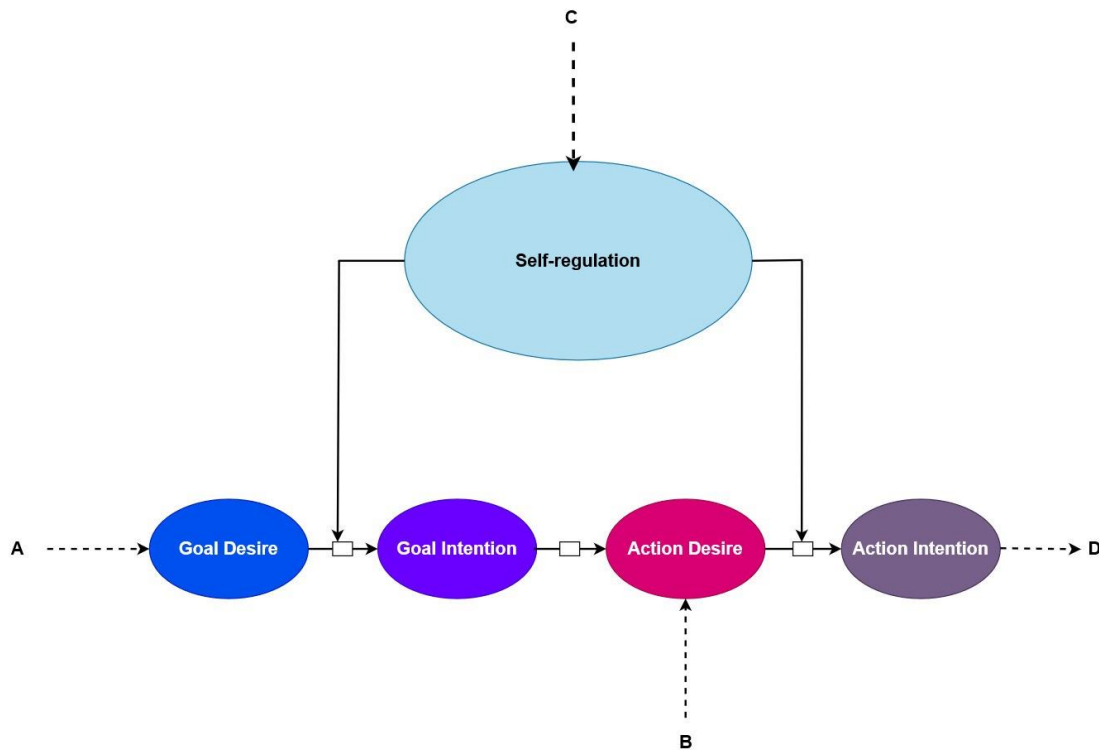 C
Self-regulation
A
Goal Desire
Goal Intention
Action Desire
Action Intention
D
B